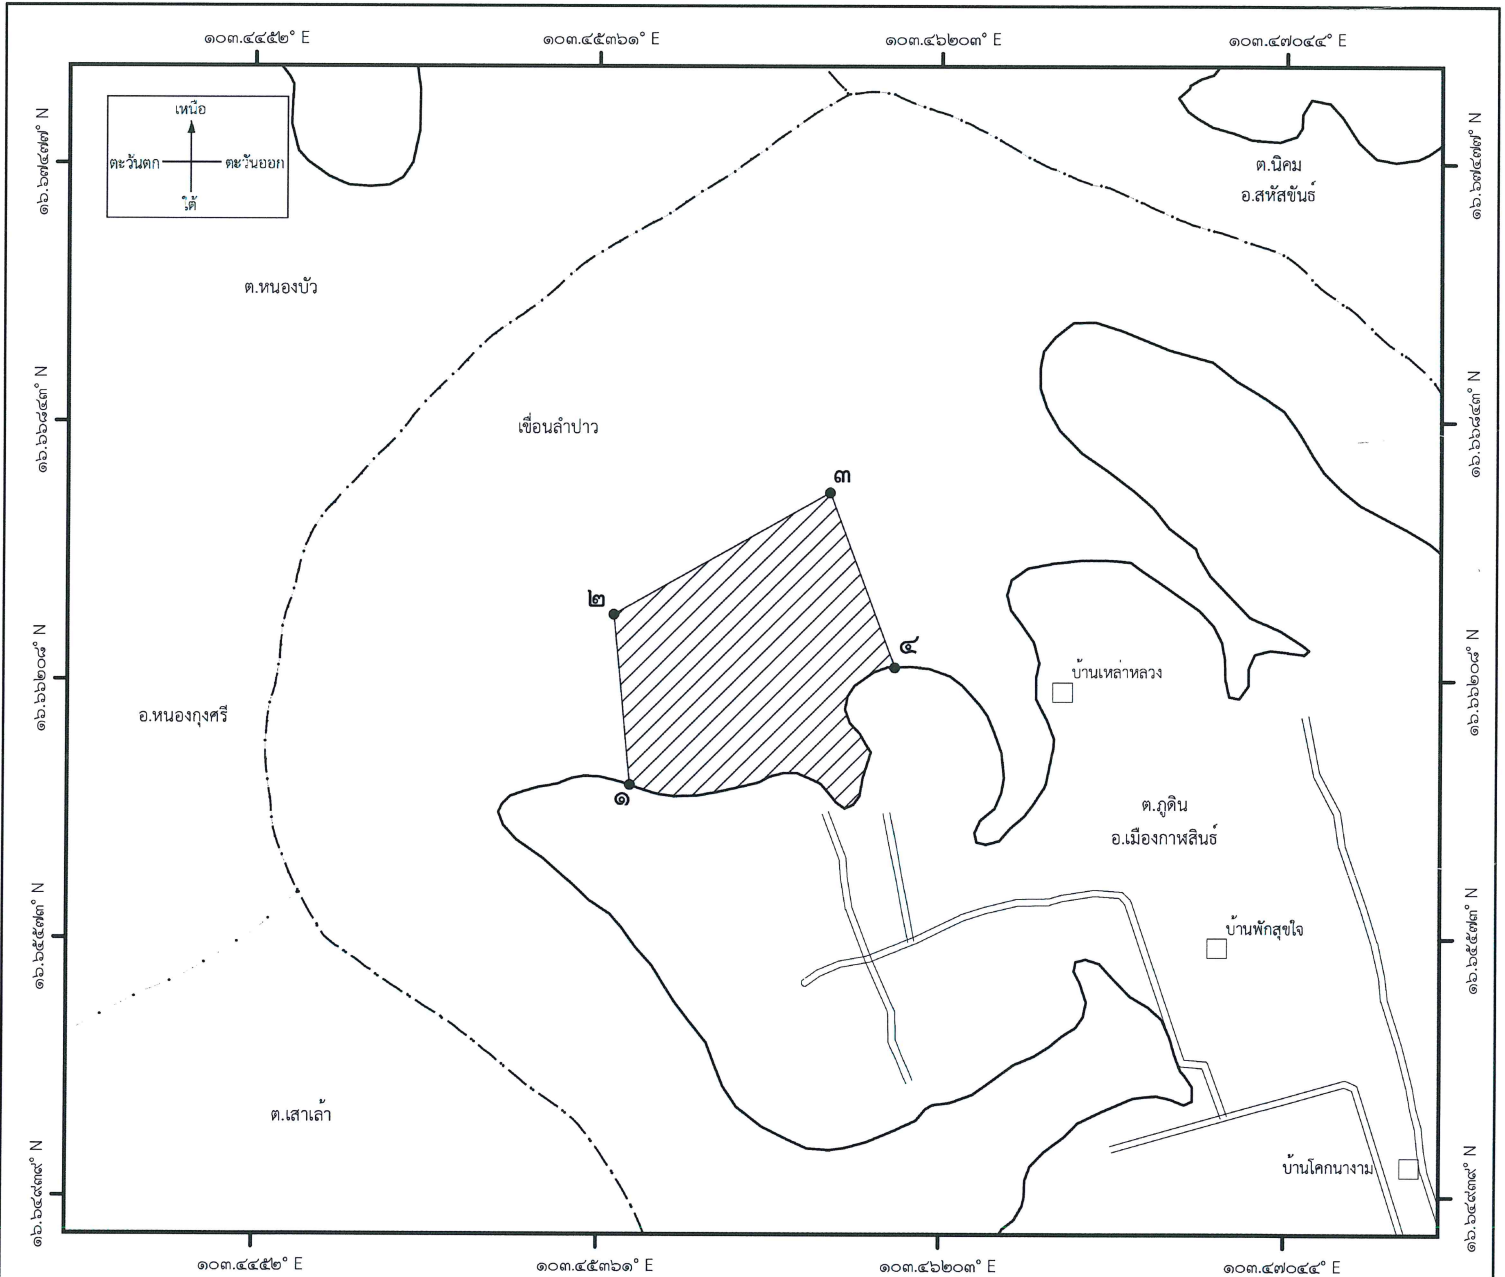 ๑๐๓.๔๔๕๒° E
๑๐๓.๔๕๓๖๑° E
๑๐๓.๔๖๒๐๓° E
๑๐๓.๔๗๐๔๔° E
๑๖.๖๗๔๗๗° N
๑๖.๖๗๔๗๗° N
เหนือ
ตะวันตก
ตะวันออก
ใต้
ต.นิคม
อ.สหัสขันธ์
ต.หนองบัว
๑๖.๖๖๘๔๓° N
๑๖.๖๖๘๔๓° N
เขื่อนลำปาว
๓
๒
๔
บ้านเหล่าหลวง
๑๖.๖๖๒๐๘° N
๑๖.๖๖๒๐๘° N
อ.หนองกุงศรี
๑
ต.ภูดิน
อ.เมืองกาฬสินธุ์
บ้านพักสุขใจ
๑๖.๖๕๕๗๓° N
๑๖.๖๕๕๗๓° N
ต.เสาเล้า
บ้านโคกนางาม
๑๖.๖๔๙๓๙° N
๑๖.๖๔๙๓๙° N
๑๐๓.๔๔๕๒° E
๑๐๓.๔๕๓๖๑° E
๑๐๓.๔๖๒๐๓° E
๑๐๓.๔๗๐๔๔° E